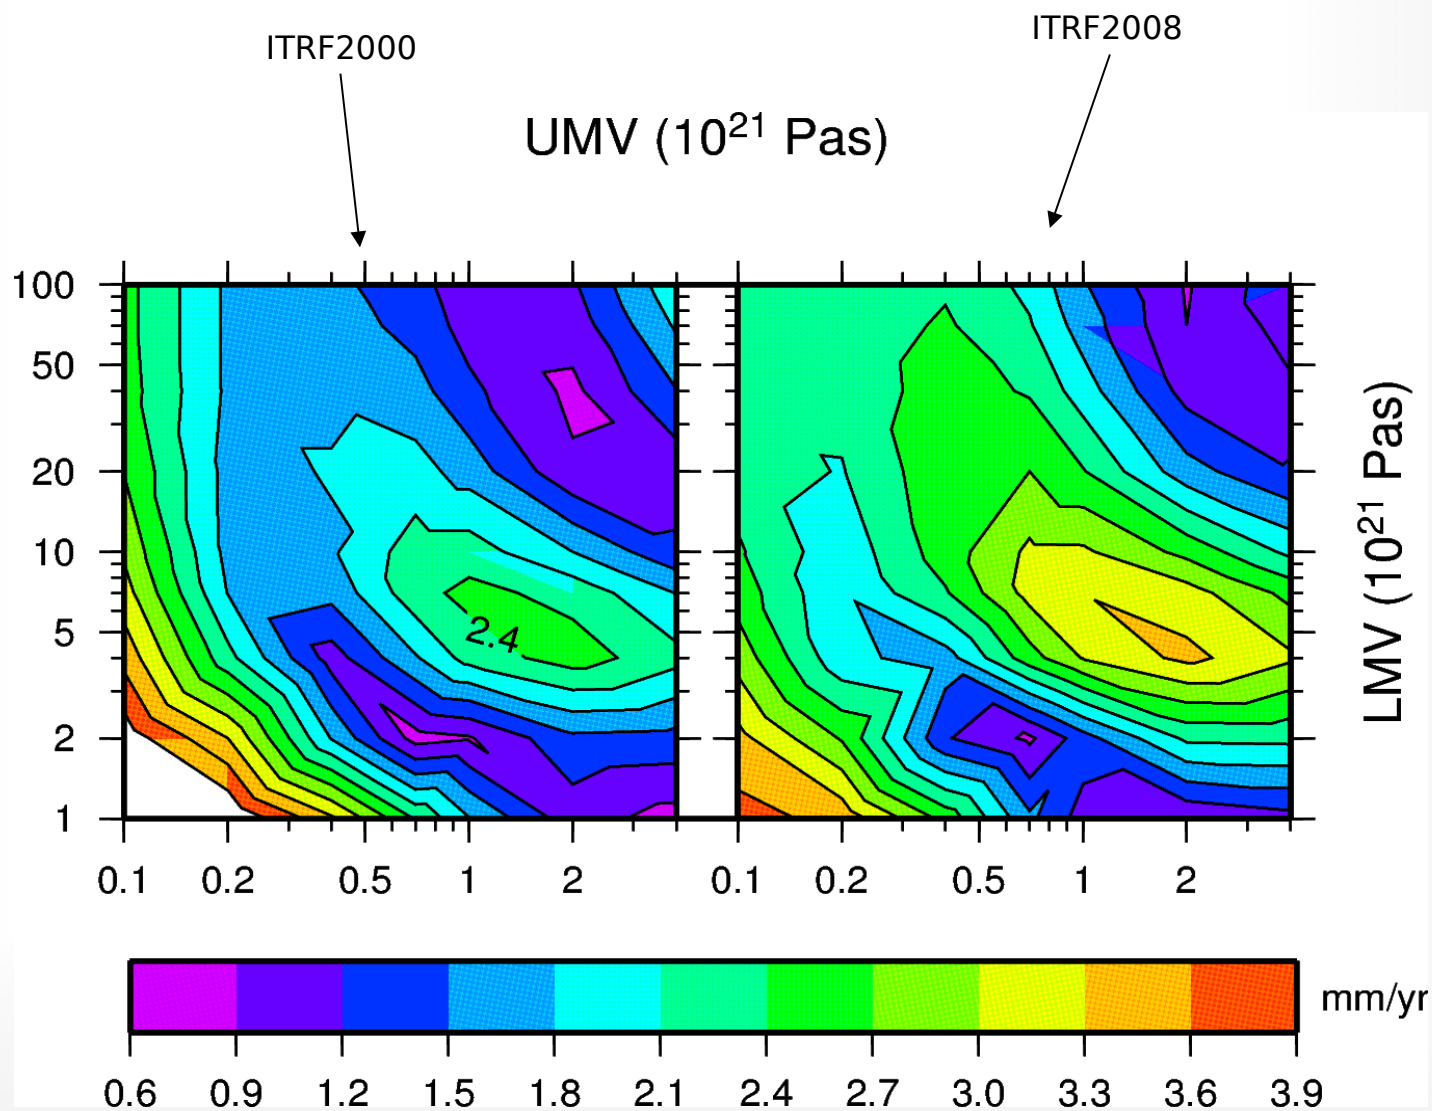 ITRF2008
ITRF2000
UMV (10²¹ Pas)
100
50
20
10
5
2
1
2.4
LMV (10²¹ Pas)
0.1 0.2 0.5 1 2 0.1 0.2 0.5 1 2
mm/yr
0.6 0.9 1.2 1.5 1.8 2.1 2.4 2.7 3.0 3.3 3.6 3.9